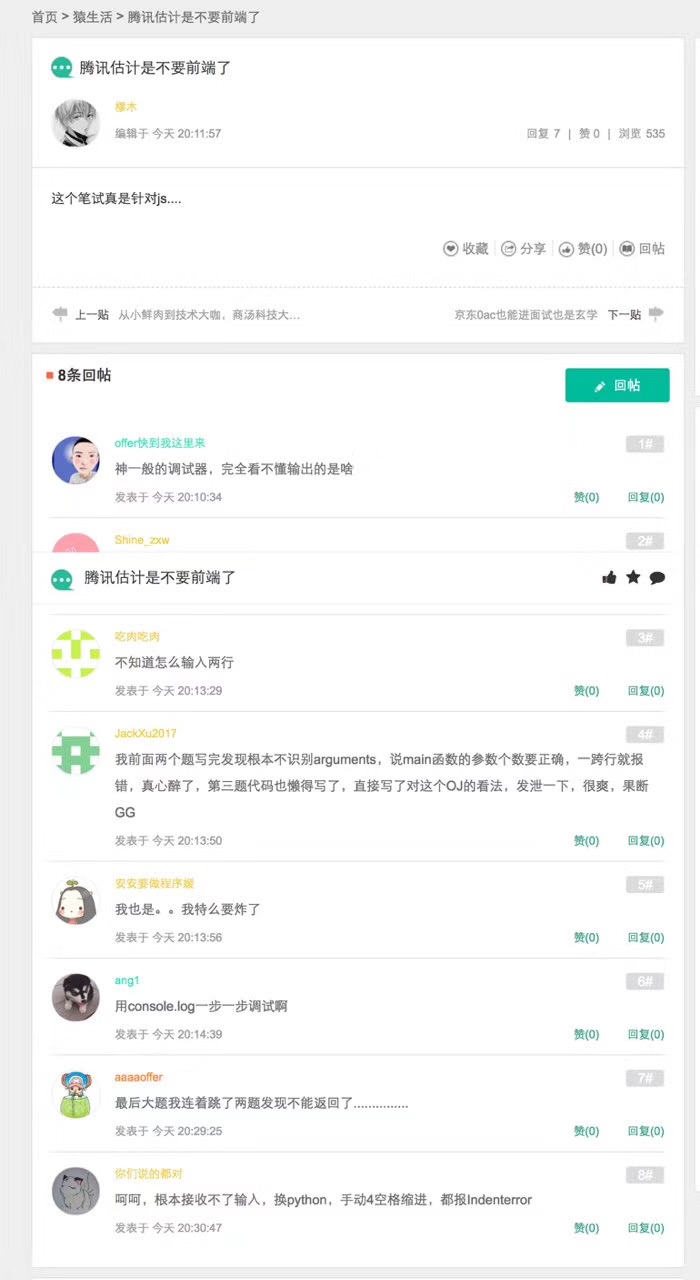 首页 > 猿生活 > 腾讯估计是不要前端了
腾讯估计是不要前端了
樛木
编辑于 今天 20:11:57
回复 7 | 赞 0 | 浏览 535
这个笔试真是针对js....
收藏 分享 赞(0) 回帖
上一贴 从小鲜肉到技术大咖,商汤科技大...
京东0ac也能进面试也是玄学 下一贴
8条回帖
回帖
offer快到我这里来
1#
神一般的调试器,完全看不懂输出的是啥
发表于 今天 20:10:34
赞(0) 回复(0)
Shine_zxw
2#
腾讯估计是不要前端了
吃肉吃肉
3#
不知道怎么输入两行
发表于 今天 20:13:29
赞(0) 回复(0)
JackXu2017
4#
我前面两个题写完发现根本不识别arguments,说main函数的参数个数要正确,一跨行就报
错,真心醉了,第三题代码也懒得写了,直接写了对这个OJ的看法,发泄一下,很爽,果断
GG
发表于 今天 20:13:50
赞(0) 回复(0)
安安要做程序媛
5#
我也是。。我特么要炸了
发表于 今天 20:13:56
赞(0) 回复(0)
ang1
6#
用console.log一步一步调试啊
发表于 今天 20:14:39
赞(0) 回复(0)
aaaaoffer
7#
最后大题我连着跳了两题发现不能返回了..............
发表于 今天 20:29:25
赞(0) 回复(0)
你们说的都对
8#
呵呵,根本接收不了输入,换python,手动4空格缩进,都报Indenterror
发表于 今天 20:30:47
赞(0) 回复(0)